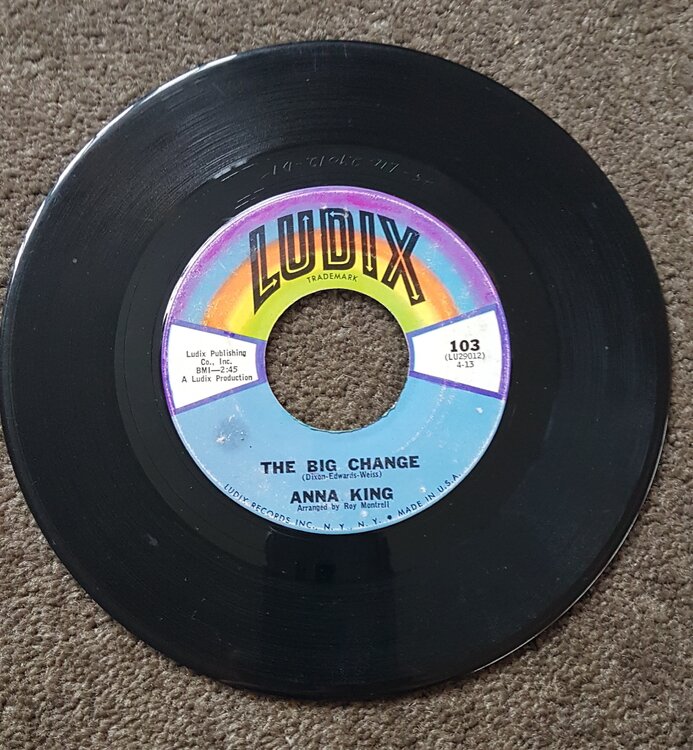 LUDIX
TRADEMARK
Ludix Publishing
Co., Inc.
BMI—2:45
A Ludix Production
103
(LU29012)
4-13
THE BIG CHANGE
(Dixon-Edwards-Weiss)
ANNA KING
Arranged by Roy Montrell
LUDIX RECORDS INC., N. Y., N. Y. • MADE IN U.S.A.